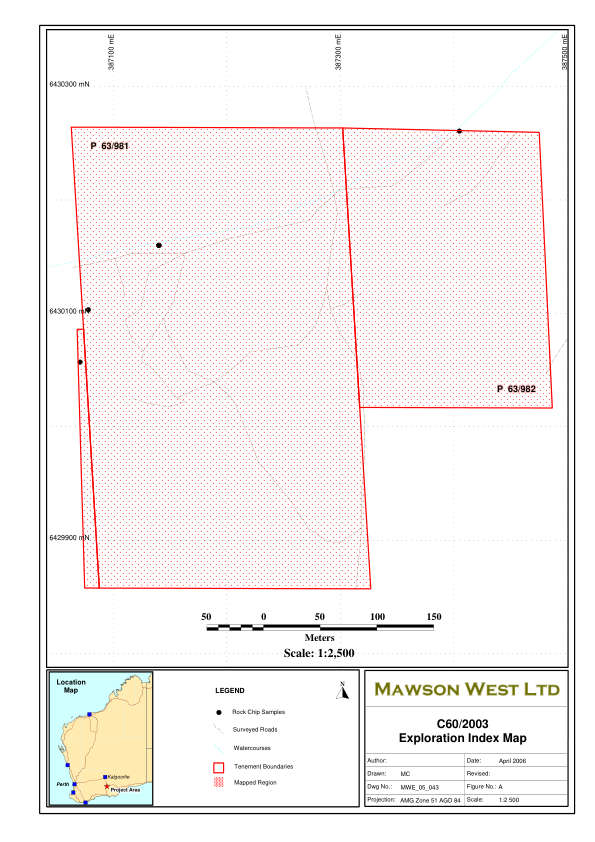 387100 mE
387300 mE
387500 mE
6430300 mN
P 63/981
6430100 mN
P 63/982
6429900 mN
50 0 50 100 150
Meters
Scale: 1:2,500
Location
Map
Kalgoorlie
Perth
Project Area
LEGEND
N
Rock Chip Samples
Surveyed Roads
Watercourses
Tenement Boundaries
Mapped Region
MAWSON WEST LTD
C60/2003
Exploration Index Map
Author: Date: April 2006
Drawn: MC Revised:
Dwg No.: MWE_05_043 Figure No.: A
Projection: AMG Zone 51 AGD 84 Scale: 1:2 500